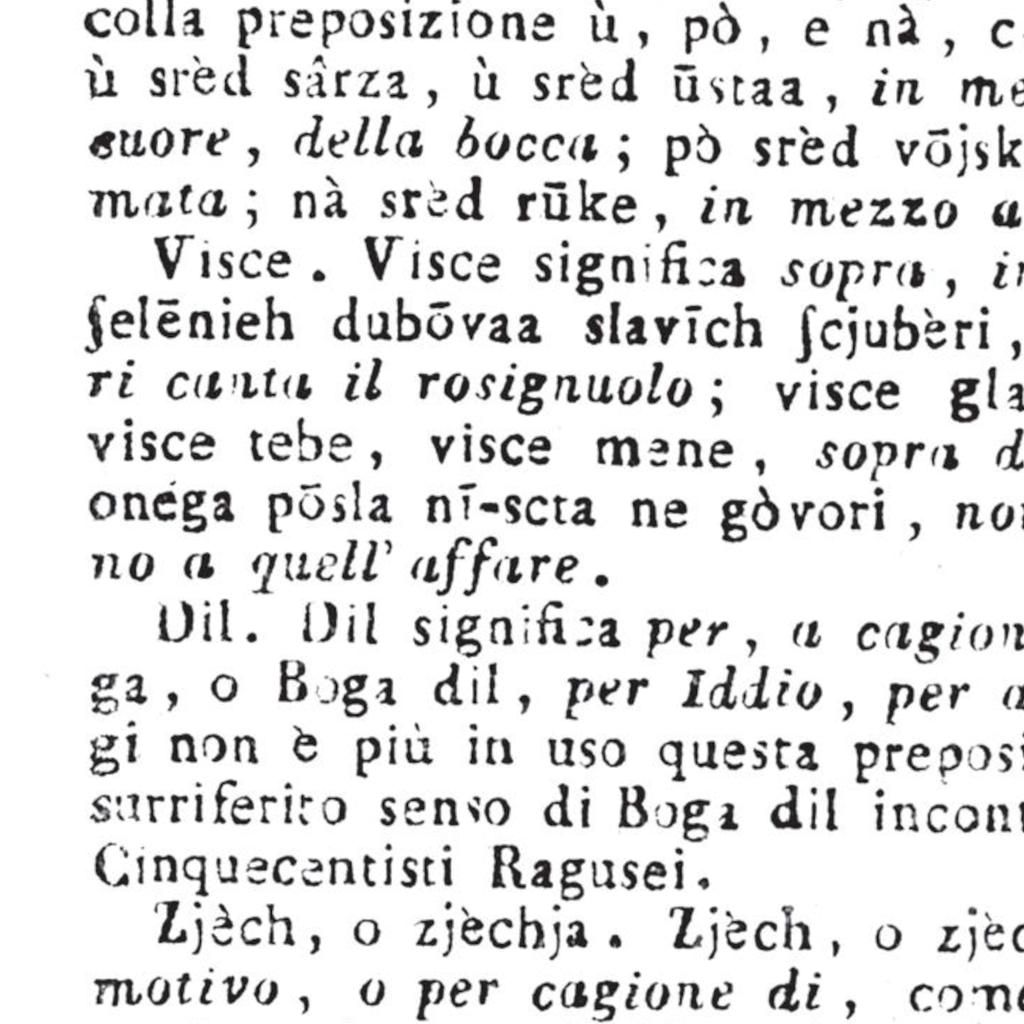 colla preposizione ù, pò, e nà, c
ù srèd sârza, ù srèd ūstaa, in me
cuore, della bocca; pò srèd vōjsk
mata; nà srèd rūke, in mezzo a
Visce. Visce significa sopra, in
ʃelēnieh dubōvaa slavīch ʃcjubèri,
ri canta il rosignuolo; visce gla
visce tebe, visce mene, sopra d
onéga pōsla nī-scta ne gòvori, non
no a quell' affare.
Dil. Dil significa per, a cagion
ga, o Boga dil, per Iddio, per a
gi non è più in uso questa preposi
surriferito senso di Boga dil incont
Cinquecentisti Ragusei.
Zjèch, o zjèchja. Zjèch, o zjèc
motivo, o per cagione di, come